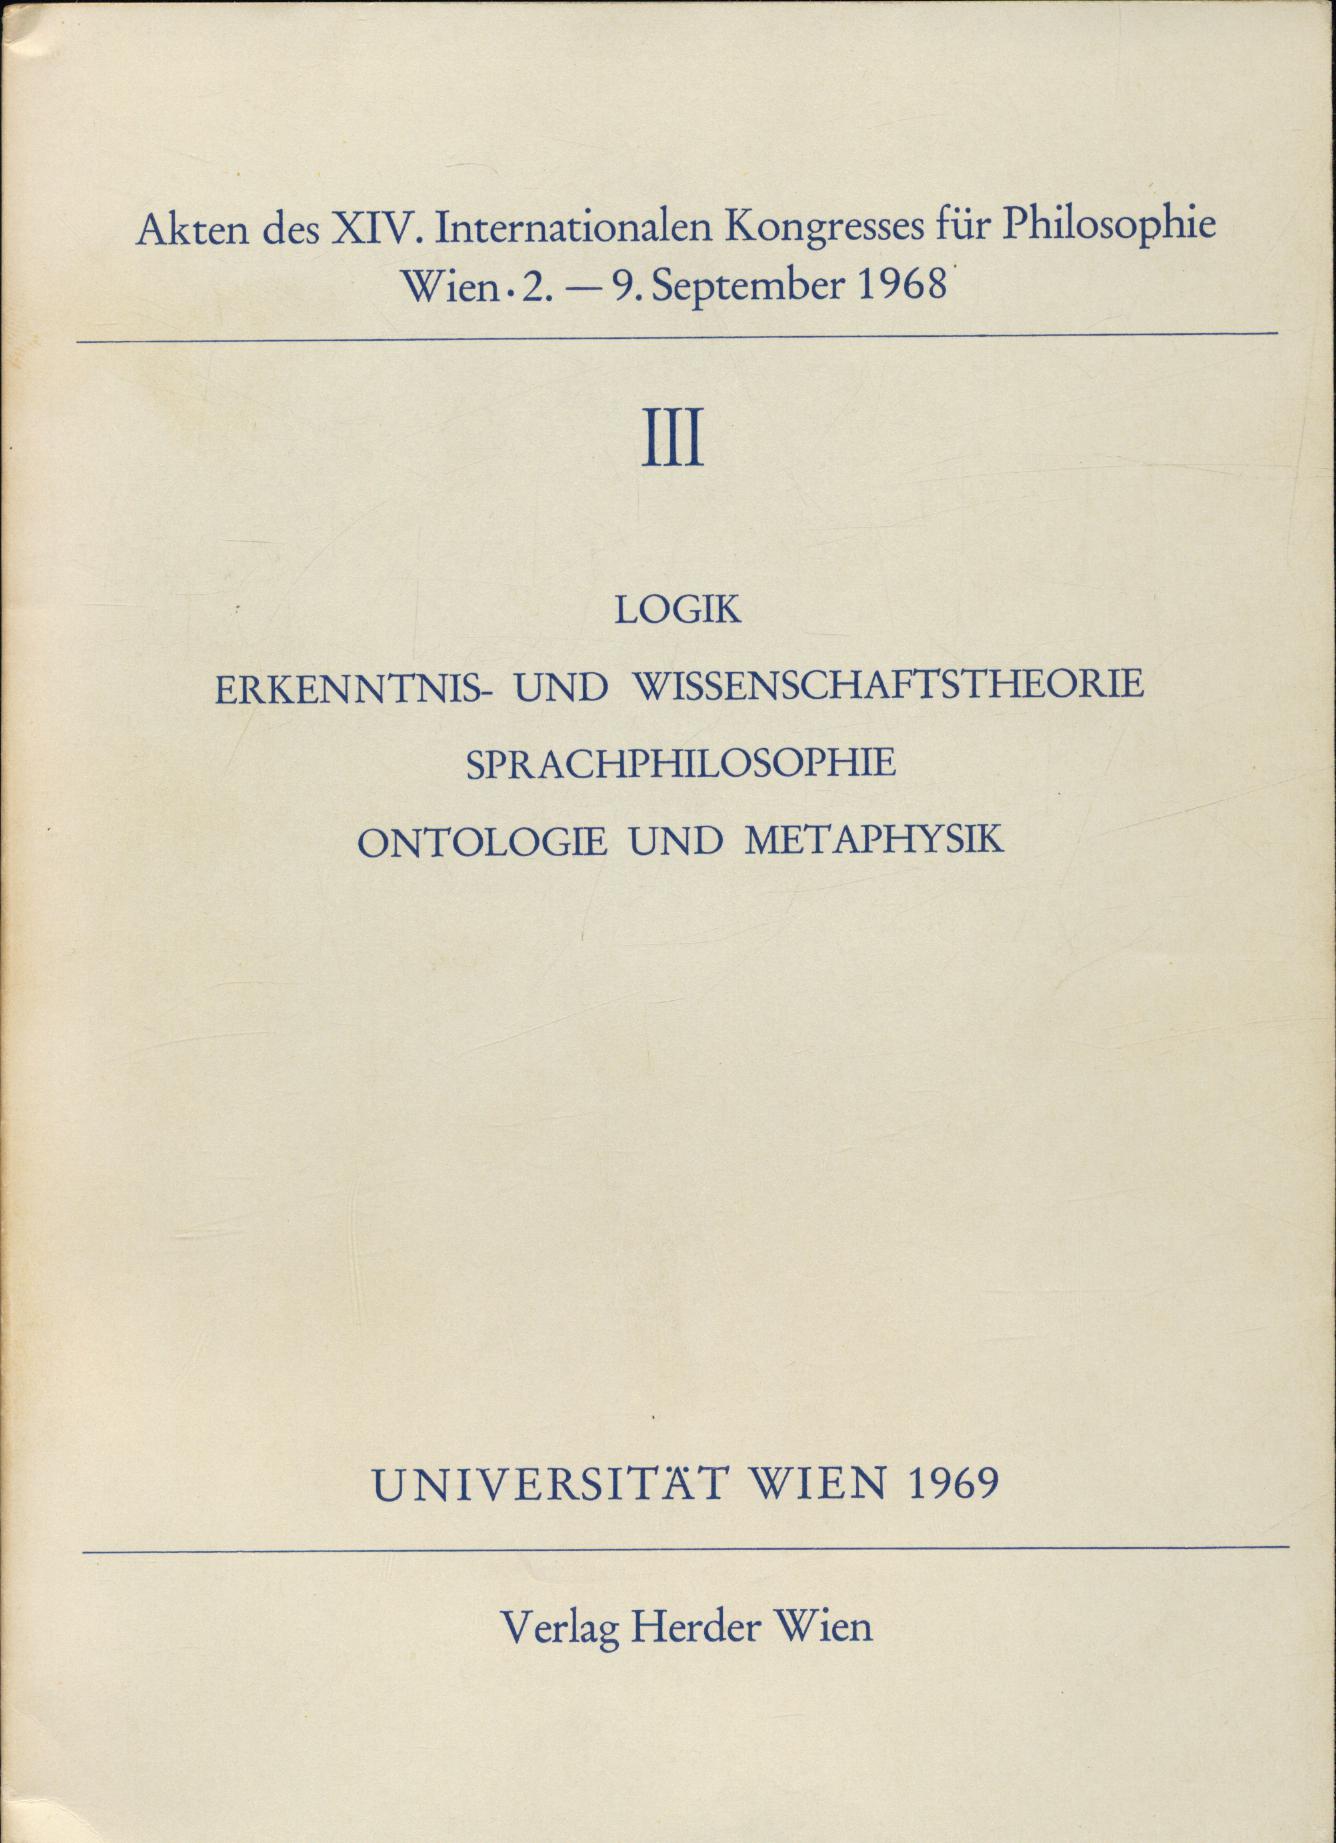 Akten des XIV. Internationalen Kongresses für Philosophie
Wien · 2. — 9. September 1968
III
LOGIK
ERKENNTNIS- UND WISSENSCHAFTSTHEORIE
SPRACHPHILOSOPHIE
ONTOLOGIE UND METAPHYSIK
UNIVERSITÄT WIEN 1969
Verlag Herder Wien